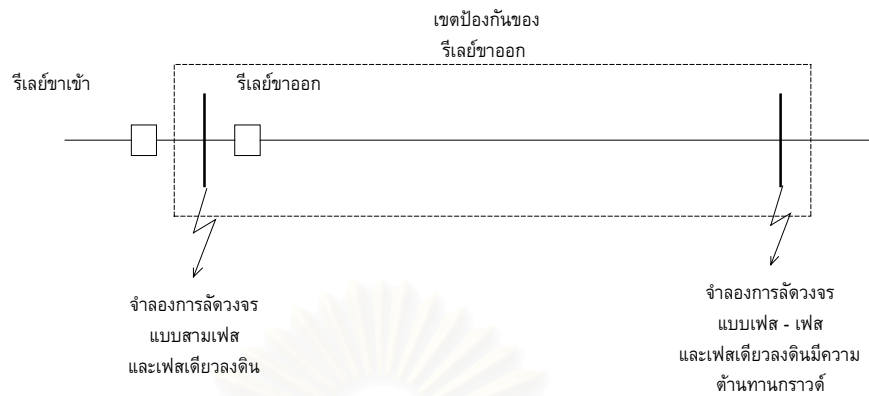 เขตป้องกันของ
รีเลย์ขาออก
รีเลย์ขาเข้า
รีเลย์ขาออก
จำลองการลัดวงจร
แบบสามเฟส
และเฟสเดียวลงดิน
จำลองการลัดวงจร
แบบเฟส - เฟส
และเฟสเดียวลงดินมีความ
ต้านทานกราวด์